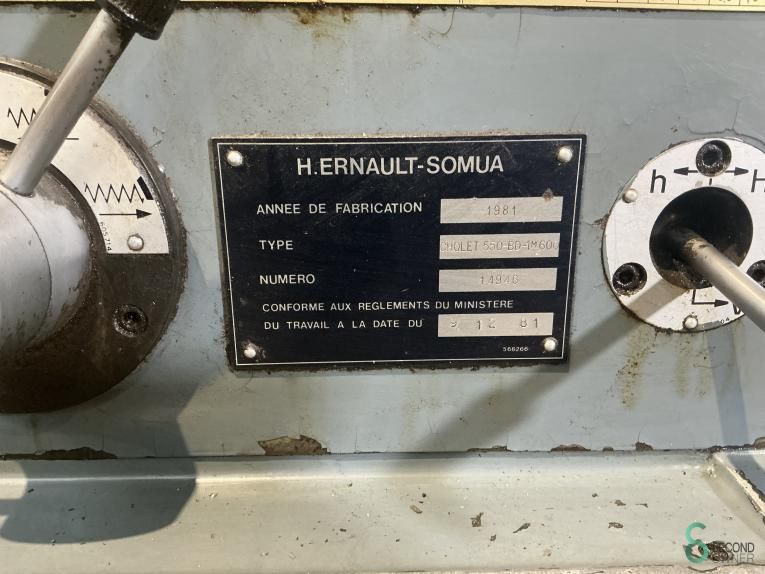 H.ERNAULT-SOMUA
ANNEE DE FABRICATION 1981
TYPE CHOLET 550-BD-1M600
NUMERO 14946
CONFORME AUX REGLEMENTS DU MINISTERE
DU TRAVAIL A LA DATE DU 9 12 81
566266
h H
SECOND